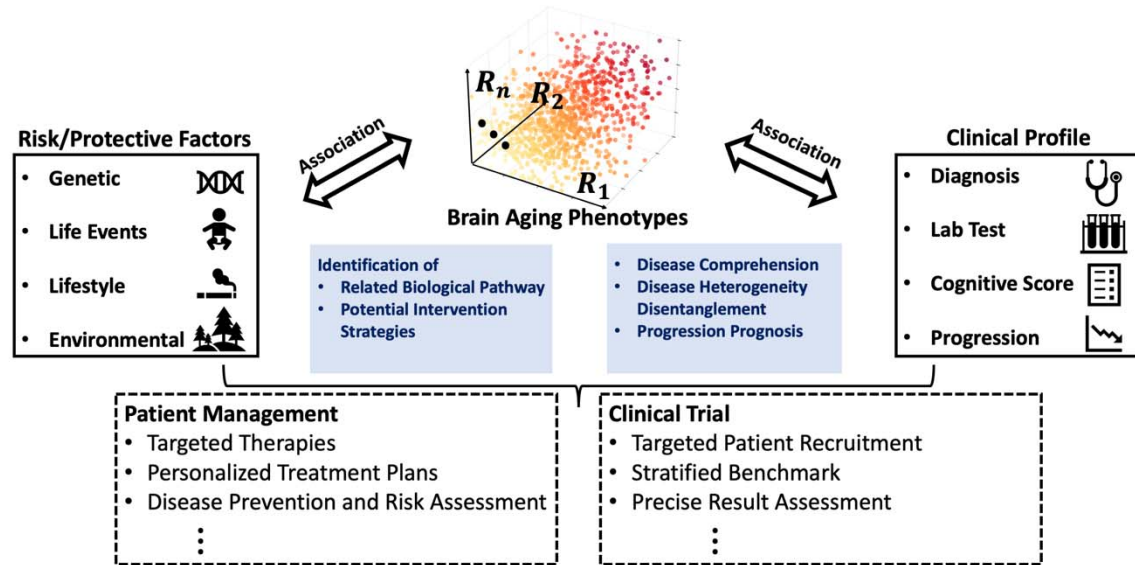 R_n
R_2
R_1
Brain Aging Phenotypes
Association
Association
Risk/Protective Factors
• Genetic
• Life Events
• Lifestyle
• Environmental
Clinical Profile
• Diagnosis
• Lab Test
• Cognitive Score
• Progression
Identification of
• Related Biological Pathway
• Potential Intervention
Strategies
• Disease Comprehension
• Disease Heterogeneity
Disentanglement
• Progression Prognosis
Patient Management
• Targeted Therapies
• Personalized Treatment Plans
• Disease Prevention and Risk Assessment
Clinical Trial
• Targeted Patient Recruitment
• Stratified Benchmark
• Precise Result Assessment